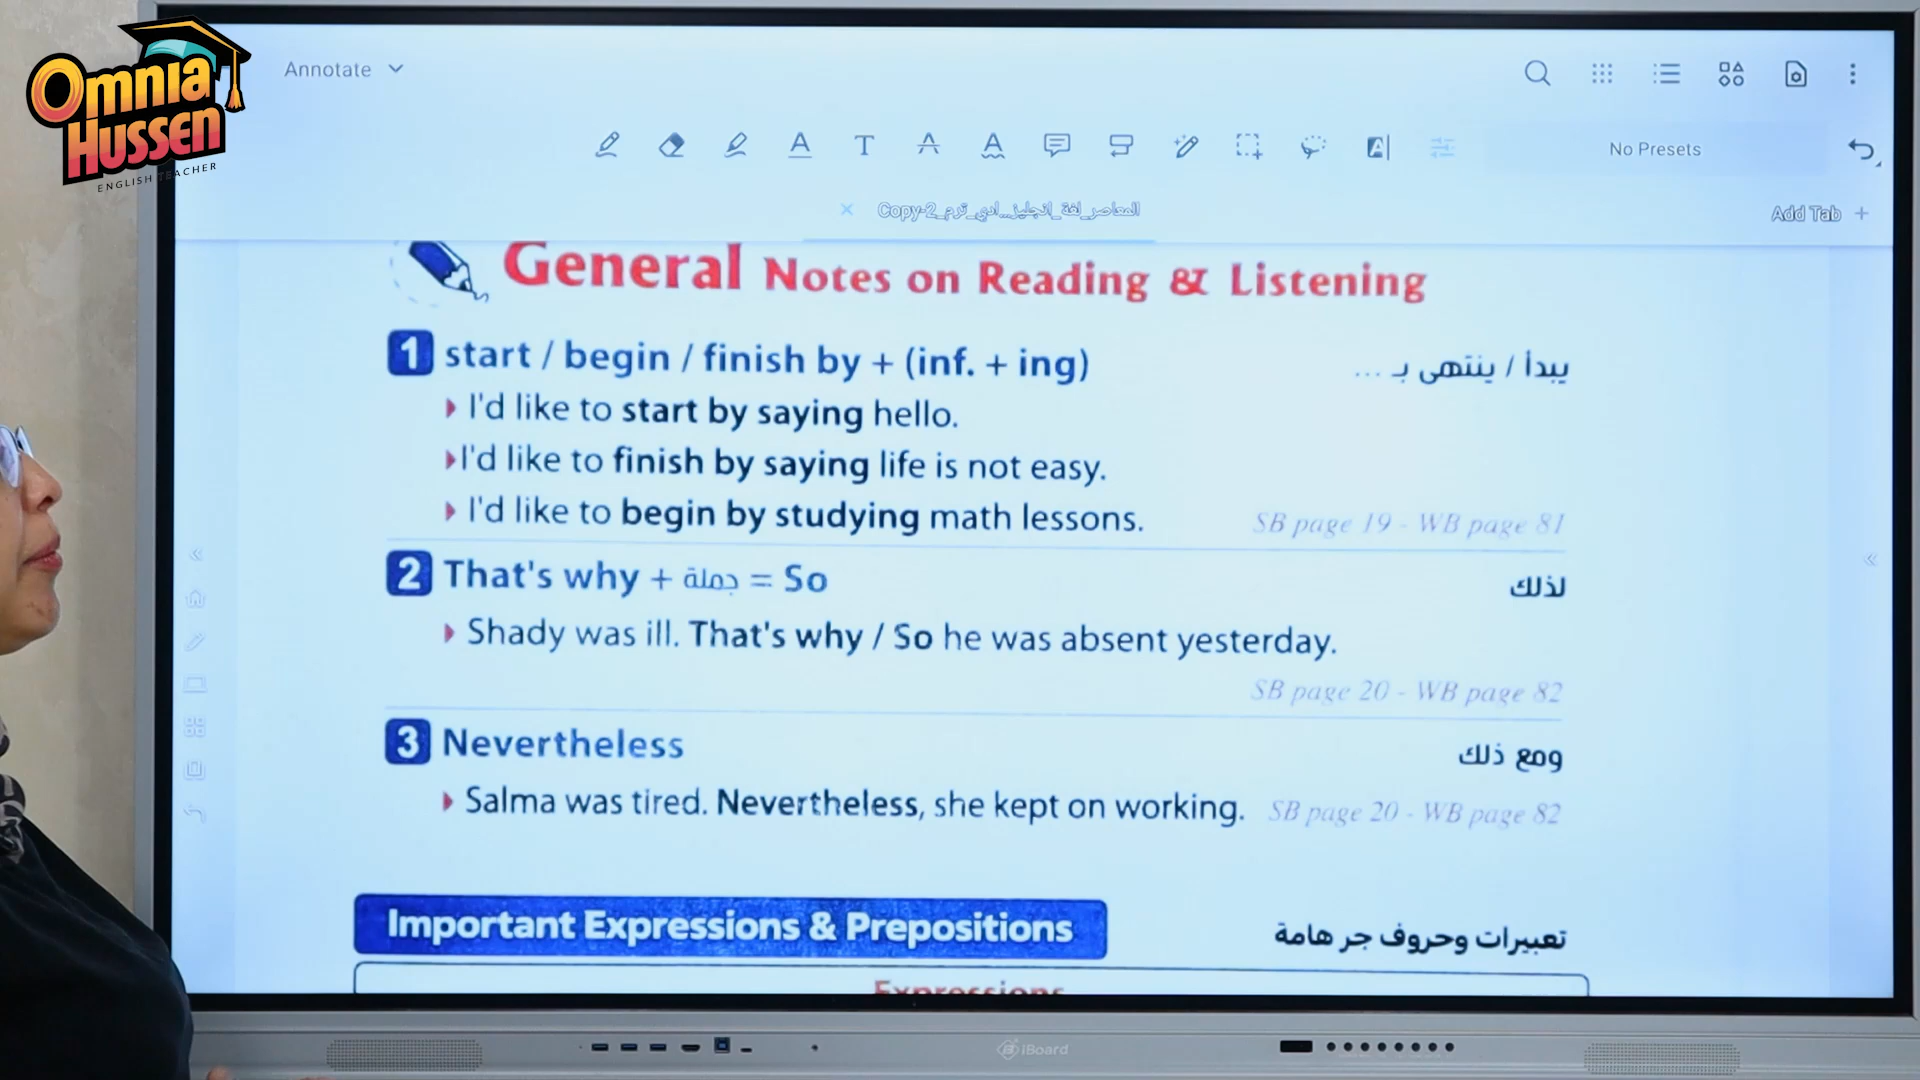 Omnia
Hussen
ENGLISH TEACHER
Annotate
No Presets
المعاصر_لغة_إنجليز...ادي_ترم_2-Copy
Add Tab +
General Notes on Reading & Listening
1 start / begin / finish by + (inf. + ing) يبدأ / ينتهى بـ ...
I'd like to start by saying hello.
I'd like to finish by saying life is not easy.
I'd like to begin by studying math lessons. SB page 19 - WB page 81
2 That's why + جملة = So لذلك
Shady was ill. That's why / So he was absent yesterday.
SB page 20 - WB page 82
3 Nevertheless ومع ذلك
Salma was tired. Nevertheless, she kept on working. SB page 20 - WB page 82
Important Expressions & Prepositions تعبيرات وحروف جر هامة
Expressions
iBoard